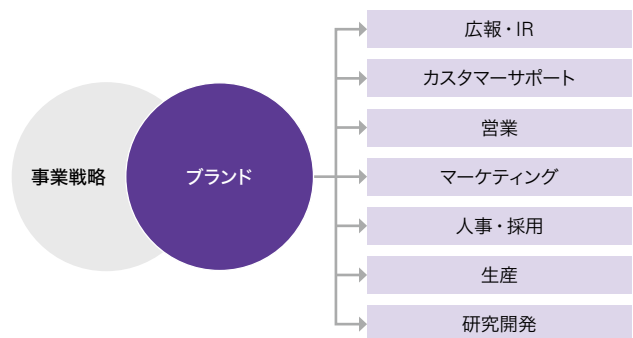 事業戦略
ブランド
広報・IR
カスタマーサポート
営業
マーケティング
人事・採用
生産
研究開発